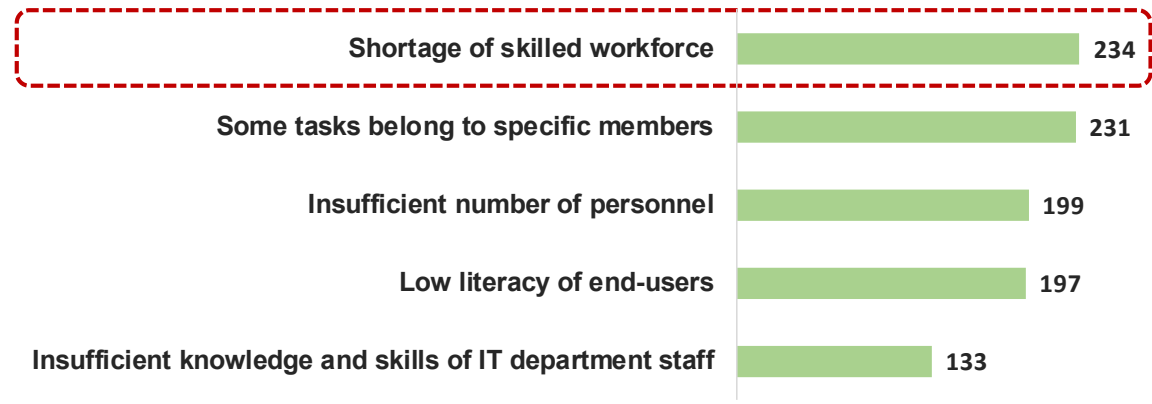 Shortage of skilled workforce 234
Some tasks belong to specific members 231
Insufficient number of personnel 199
Low literacy of end-users 197
Insufficient knowledge and skills of IT department staff 133